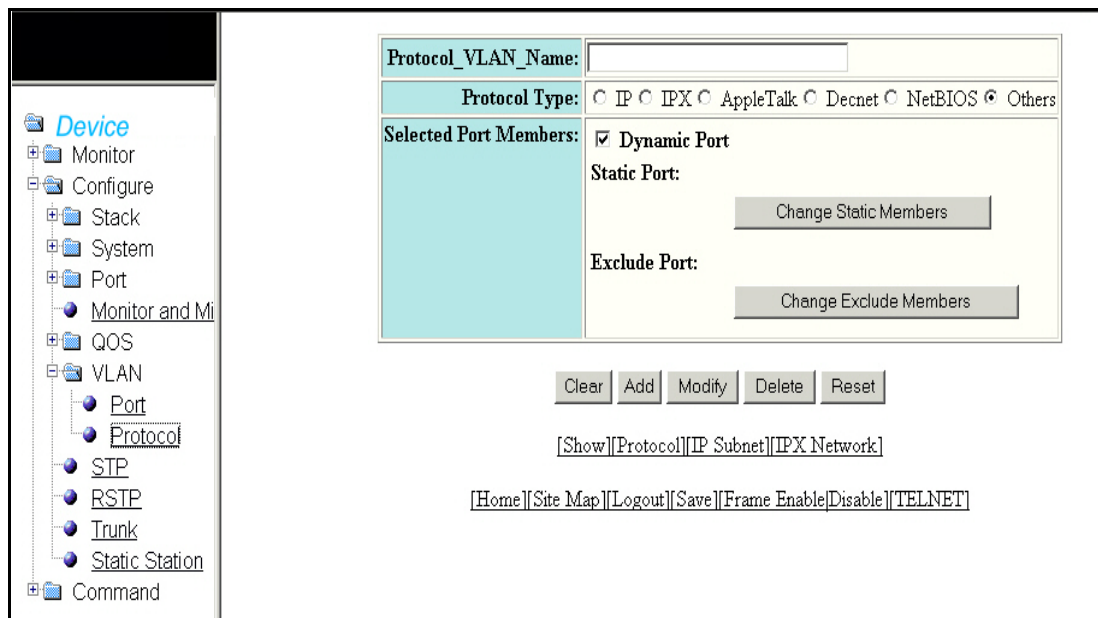 Device
Monitor
Configure
Stack
System
Port
Monitor and Mi
QOS
VLAN
Port
Protocol
STP
RSTP
Trunk
Static Station
Command
Protocol_VLAN_Name:
Protocol Type: IP IPX AppleTalk Decnet NetBIOS Others
Selected Port Members: Dynamic Port
Static Port:
Change Static Members
Exclude Port:
Change Exclude Members
Clear Add Modify Delete Reset
[Show][Protocol][IP Subnet][IPX Network]
[Home][Site Map][Logout][Save][Frame Enable|Disable][TELNET]